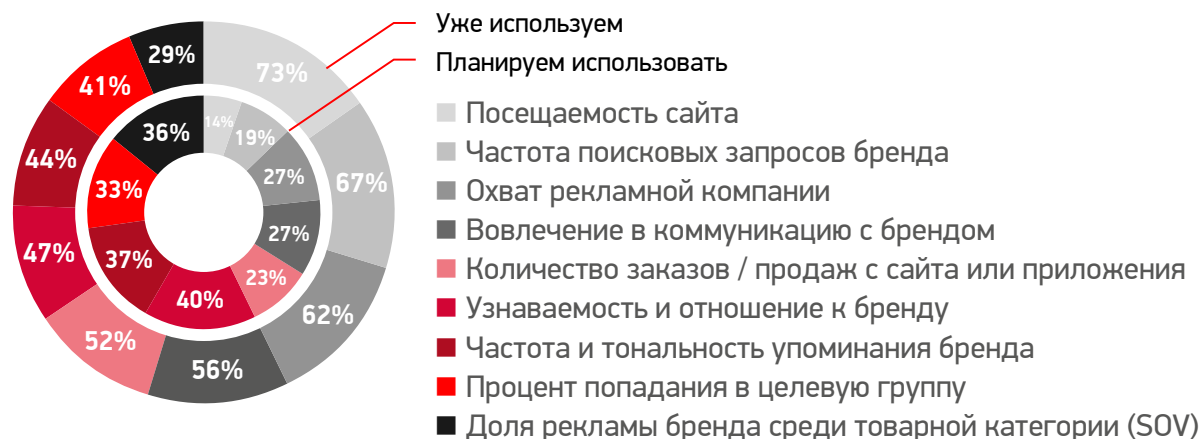 Уже используем
Планируем использовать
29%
73%
41%
36%
14%
19%
44%
33%
27%
67%
47%
37%
27%
40%
23%
52%
62%
56%
Посещаемость сайта
Частота поисковых запросов бренда
Охват рекламной компании
Вовлечение в коммуникацию с брендом
Количество заказов / продаж с сайта или приложения
Узнаваемость и отношение к бренду
Частота и тональность упоминания бренда
Процент попадания в целевую группу
Доля рекламы бренда среди товарной категории (SOV)